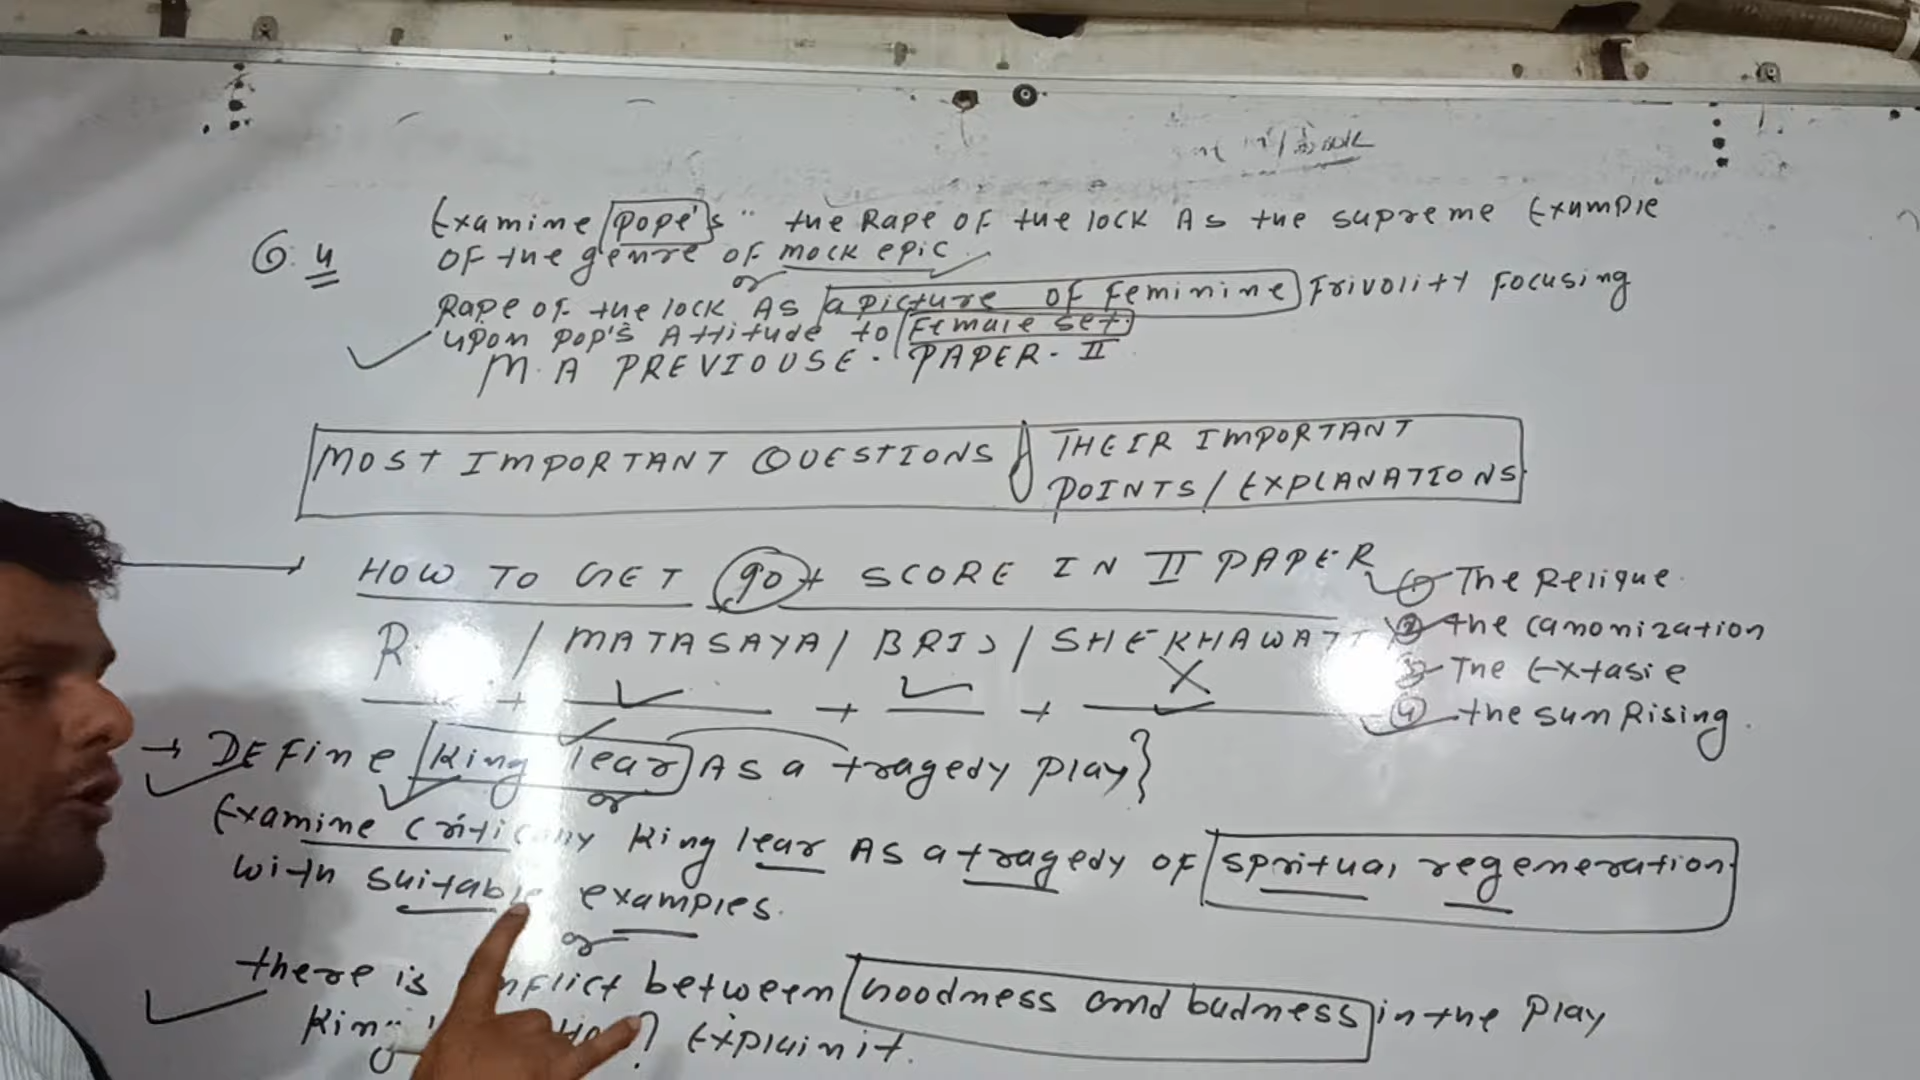 Examine Pope's " the Rape of the lock As the supreme Example
Q. 4
of the genre of mock epic.
or
Rape of the lock As a picture of Feminine Frivolity Focusing
upon pop's Attitude to Female set.
M.A PREVIOUSE. PAPER-II
MOST IMPORTANT QUESTIONS & THEIR IMPORTANT
POINTS/EXPLANATIONS
HOW TO GET 90+ SCORE IN II PAPER
R / MATASAYA / BRIJ / SHEKHAWATI
① The Relique.
② the canonization
③ The Extasie
④ the sun Rising.
→ DEFine King lear As a tragedy play}
or
Examine critically King lear As a tragedy of spritual regeneration
with suitable examples.
or
there is conflict between Goodness and badness in the play
King ? Explain it.